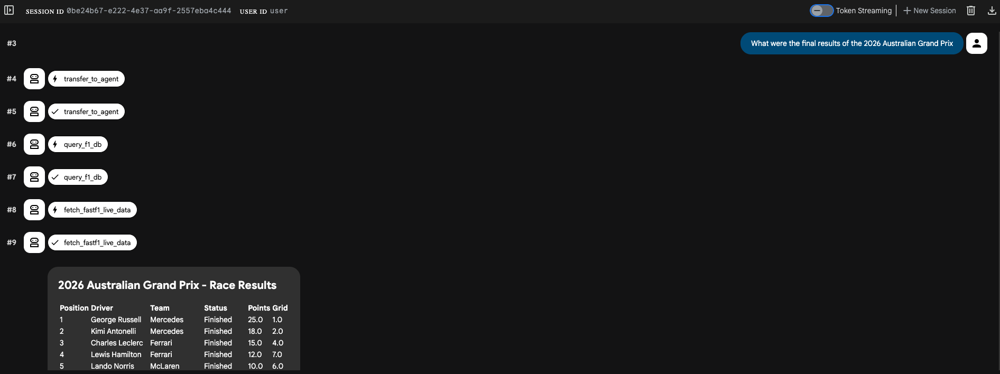 SESSION ID 0be24b67-e222-4e37-aa9f-2557eba4c444 USER ID user Token Streaming New Session
#3 What were the final results of the 2026 Australian Grand Prix
#4 transfer_to_agent
#5 transfer_to_agent
#6 query_f1_db
#7 query_f1_db
#8 fetch_fastf1_live_data
#9 fetch_fastf1_live_data
2026 Australian Grand Prix - Race Results
Position Driver Team Status Points Grid
1 George Russell Mercedes Finished 25.0 1.0
2 Kimi Antonelli Mercedes Finished 18.0 2.0
3 Charles Leclerc Ferrari Finished 15.0 4.0
4 Lewis Hamilton Ferrari Finished 12.0 7.0
5 Lando Norris McLaren Finished 10.0 6.0